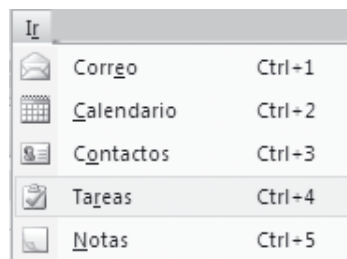 Ir
Correo Ctrl+1
Calendario Ctrl+2
Contactos Ctrl+3
Tareas Ctrl+4
Notas Ctrl+5